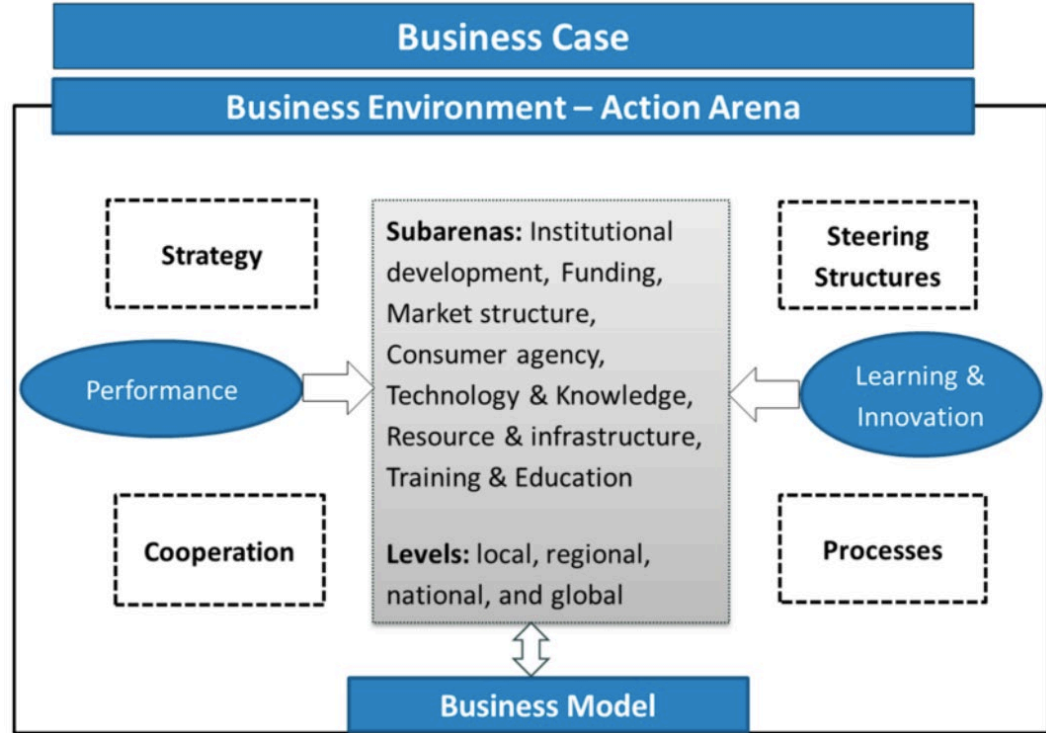 Business Case
Business Environment – Action Arena
Strategy
Subarenas: Institutional
development, Funding,
Market structure,
Consumer agency,
Technology & Knowledge,
Resource & infrastructure,
Training & Education
Levels: local, regional,
national, and global
Steering
Structures
Performance
Learning &
Innovation
Cooperation
Processes
Business Model